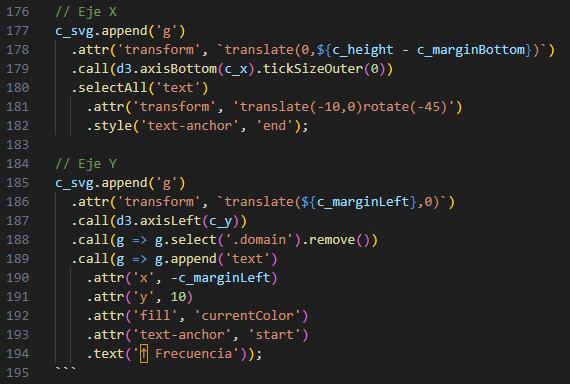 176 // Eje X
177 c_svg.append('g')
178 .attr('transform', `translate(0,${c_height - c_marginBottom})`)
179 .call(d3.axisBottom(c_x).tickSizeOuter(0))
180 .selectAll('text')
181 .attr('transform', 'translate(-10,0)rotate(-45)')
182 .style('text-anchor', 'end');
183
184 // Eje Y
185 c_svg.append('g')
186 .attr('transform', `translate(${c_marginLeft},0)`)
187 .call(d3.axisLeft(c_y))
188 .call(g => g.select('.domain').remove())
189 .call(g => g.append('text')
190 .attr('x', -c_marginLeft)
191 .attr('y', 10)
192 .attr('fill', 'currentColor')
193 .attr('text-anchor', 'start')
194 .text('↑ Frecuencia'));
195 ```